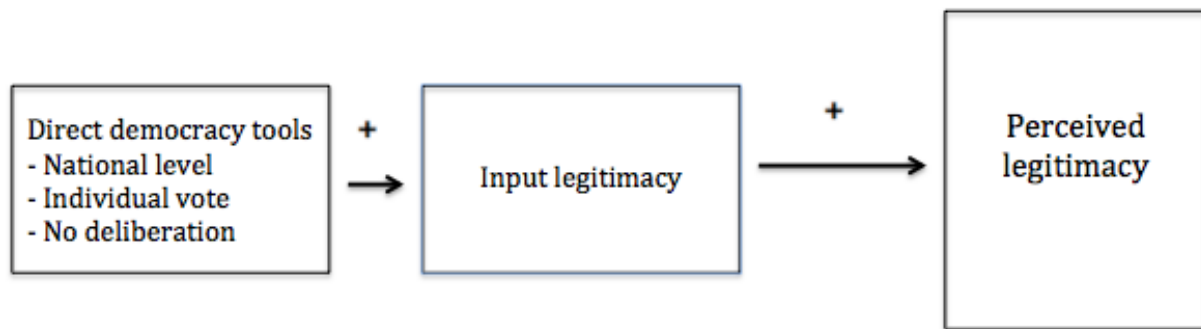 Direct democracy tools
- National level
- Individual vote
- No deliberation
+
Input legitimacy
+
Perceived
legitimacy